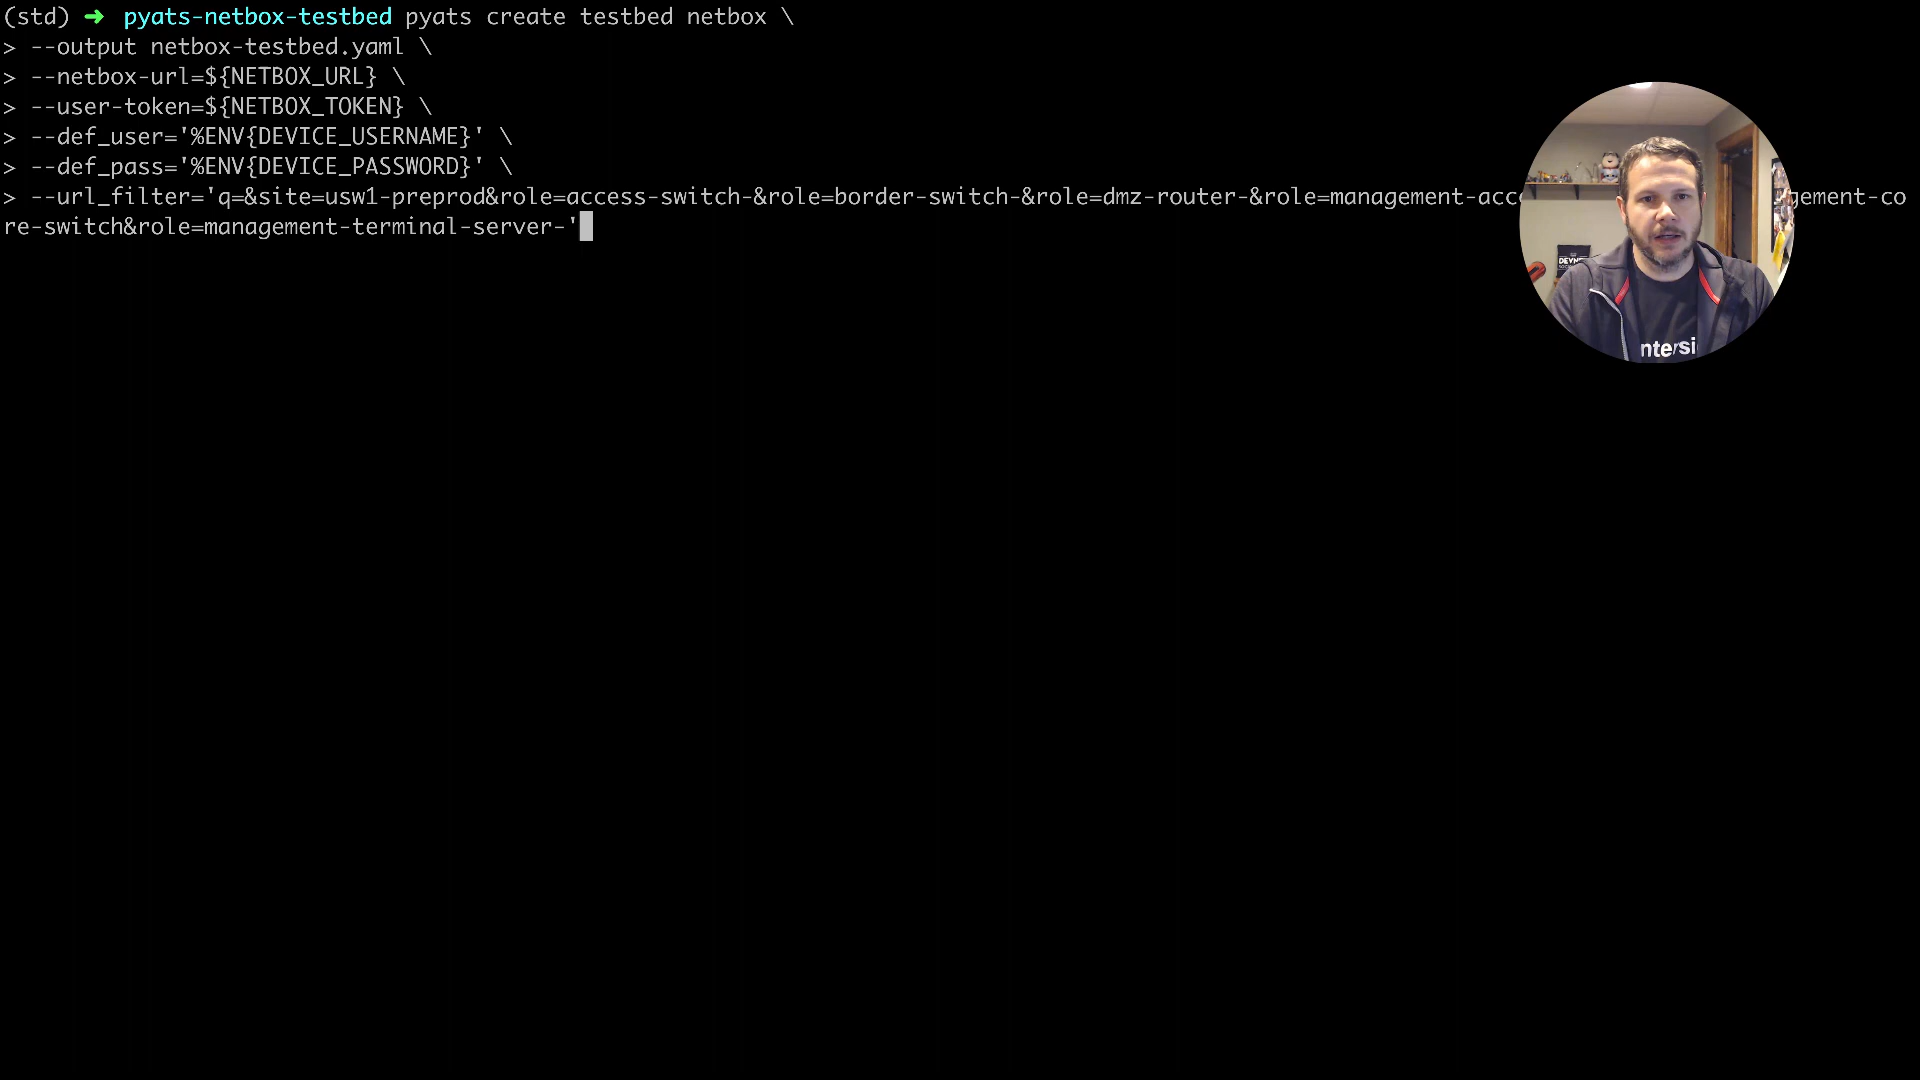 (std) ➜ pyats-netbox-testbed pyats create testbed netbox \
> --output netbox-testbed.yaml \
> --netbox-url=${NETBOX_URL} \
> --user-token=${NETBOX_TOKEN} \
> --def_user='%ENV{DEVICE_USERNAME}' \
> --def_pass='%ENV{DEVICE_PASSWORD}' \
> --url_filter='q=&site=usw1-preprod&role=access-switch-&role=border-switch-&role=dmz-router-&role=management-acc gement-co
re-switch&role=management-terminal-server-'
DEVNE
ntersi